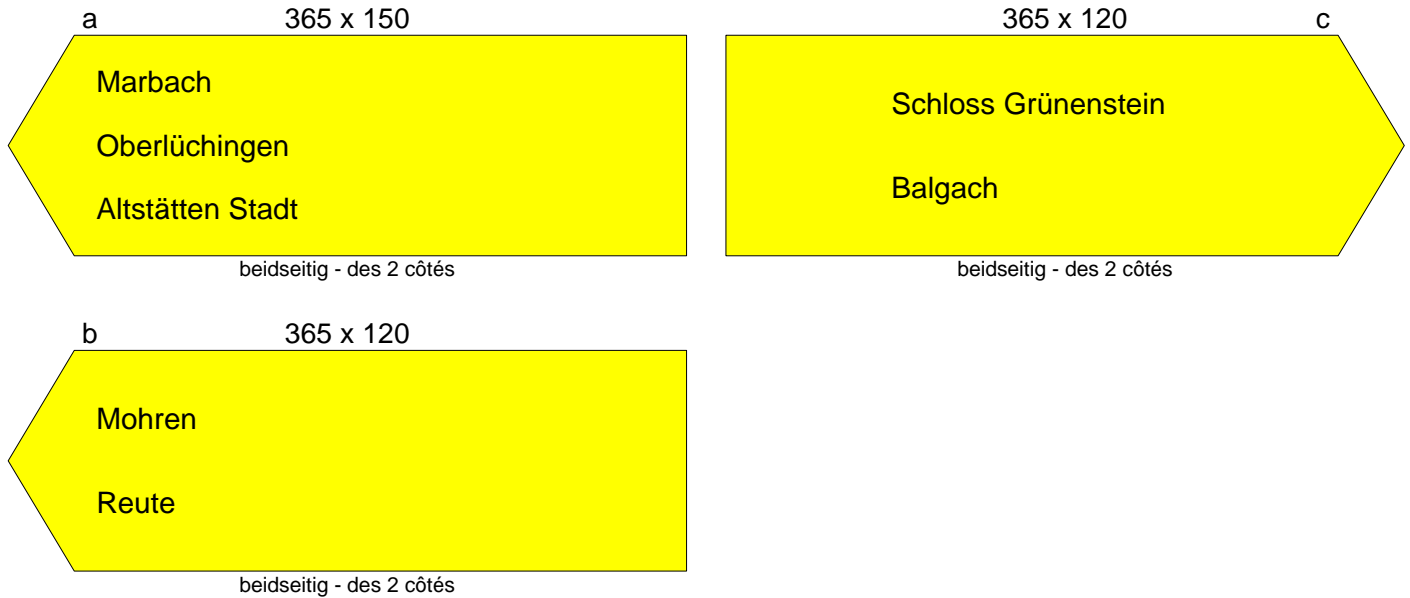 a 365 x 150
Marbach
Oberlüchingen
Altstätten Stadt
beidseitig - des 2 côtés
365 x 120 c
Schloss Grünenstein
Balgach
beidseitig - des 2 côtés
b 365 x 120
Mohren
Reute
beidseitig - des 2 côtés